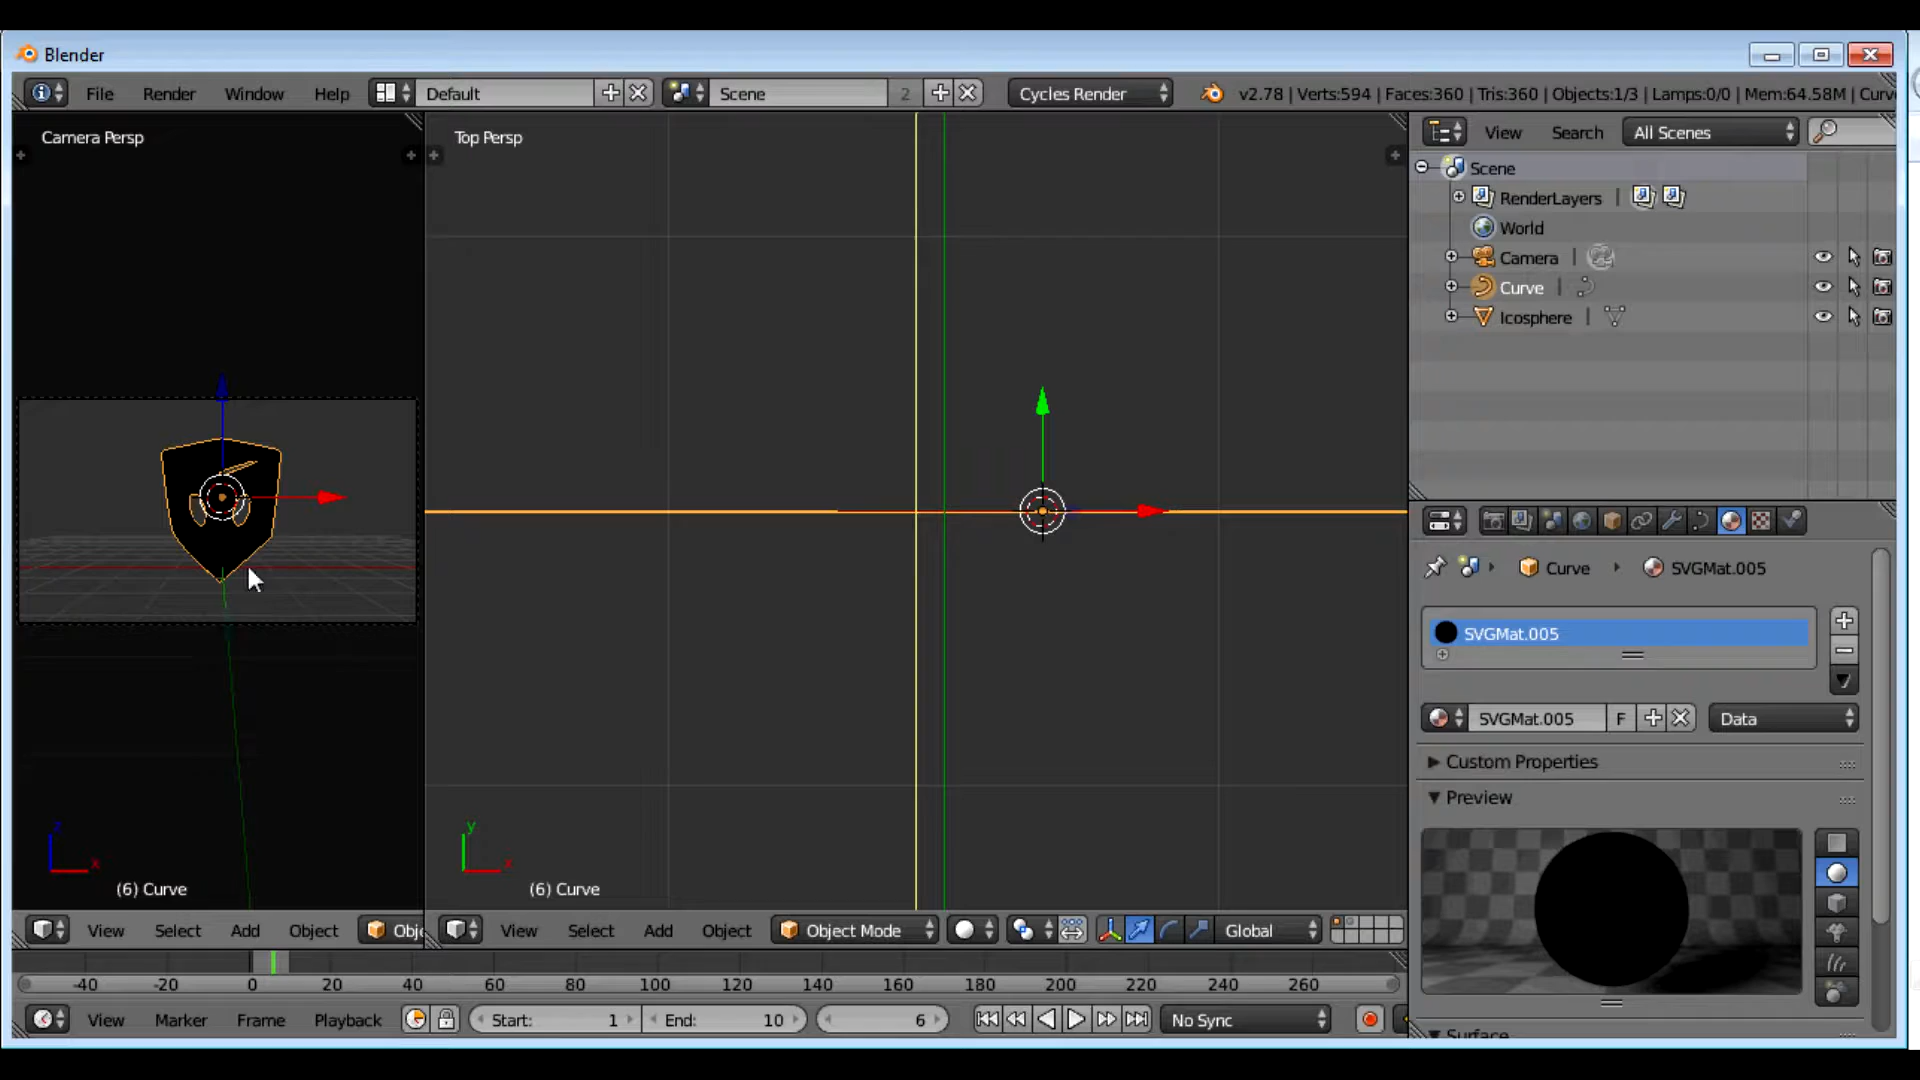 Blender
File Render Window Help Default Scene 2 Cycles Render v2.78 | Verts:594 | Faces:360 | Tris:360 | Objects:1/3 | Lamps:0/0 | Mem:64.58M | Curv
Camera Persp
Top Persp
View Search All Scenes
Scene
RenderLayers |
World
Camera |
Curve |
Icosphere |
Curve SVGMat.005
SVGMat.005
SVGMat.005 F Data
Custom Properties
Preview
z
x
y
x
(6) Curve
(6) Curve
View Select Add Object Obj
View Select Add Object Object Mode Global
-40 -20 0 20 40 60 80 100 120 140 160 180 200 220 240 260
View Marker Frame Playback Start: 1 End: 10 6 No Sync
Surface